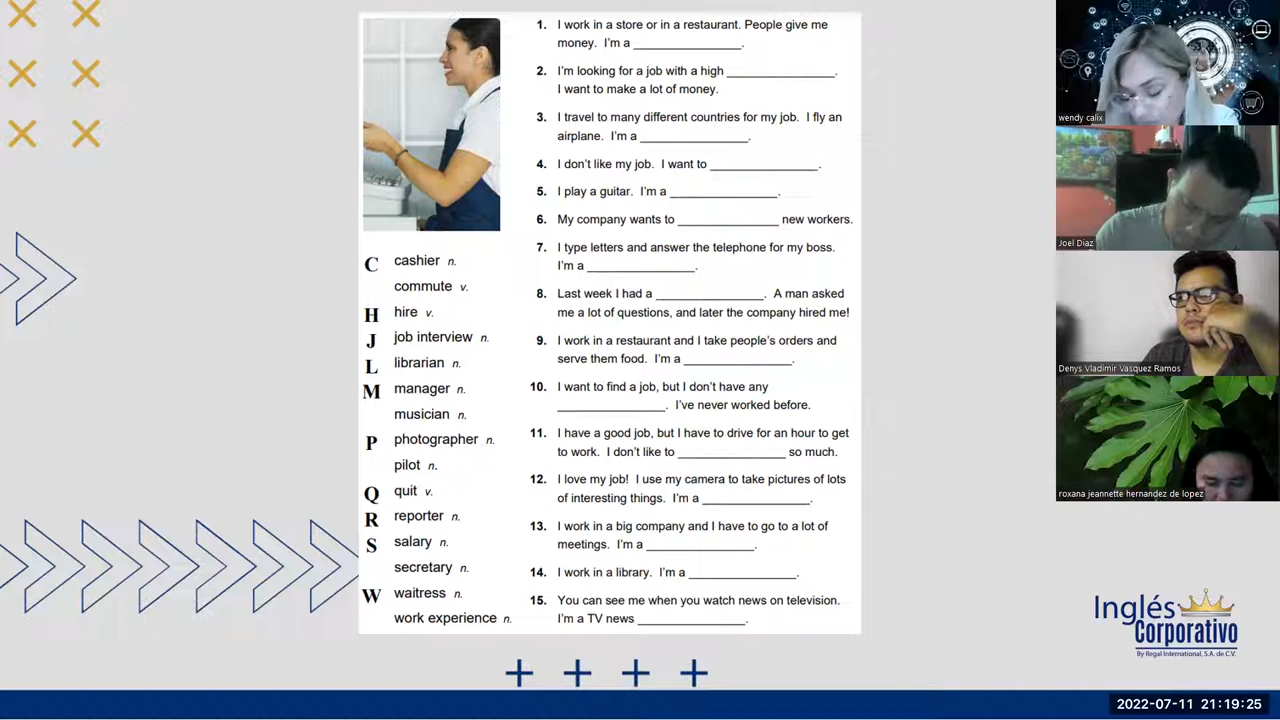 1. I work in a store or in a restaurant. People give me
money. I'm a ________________.
2. I'm looking for a job with a high ________________.
I want to make a lot of money.
3. I travel to many different countries for my job. I fly an
airplane. I'm a ________________.
4. I don't like my job. I want to ________________.
5. I play a guitar. I'm a ________________.
6. My company wants to _______________ new workers.
7. I type letters and answer the telephone for my boss.
I'm a ________________.
8. Last week I had a ________________. A man asked
me a lot of questions, and later the company hired me!
9. I work in a restaurant and I take people's orders and
serve them food. I'm a ________________.
10. I want to find a job, but I don't have any
________________. I've never worked before.
11. I have a good job, but I have to drive for an hour to get
to work. I don't like to ________________ so much.
12. I love my job! I use my camera to take pictures of lots
of interesting things. I'm a ________________.
13. I work in a big company and I have to go to a lot of
meetings. I'm a ________________.
14. I work in a library. I'm a ________________.
15. You can see me when you watch news on television.
I'm a TV news ________________.
C cashier n.
commute v.
H hire v.
J job interview n.
L librarian n.
M manager n.
musician n.
P photographer n.
pilot n.
Q quit v.
R reporter n.
S salary n.
secretary n.
W waitress n.
work experience n.
wendy calix
Joel Diaz
Denys Vladimir Vasquez Ramos
roxana jeannette hernandez de lopez
Inglés
Corporativo
By Regal International, S.A. de C.V.
2022-07-11 21:19:25